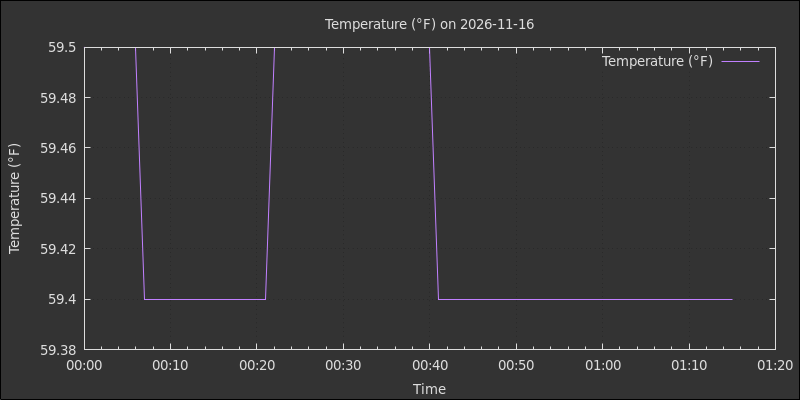 Temperature (°F) on 2026-11-16
Temperature (°F)
59.5
59.48
59.46
59.44
59.42
59.4
59.38
Temperature (°F)
00:00 00:10 00:20 00:30 00:40 00:50 01:00 01:10 01:20
Time